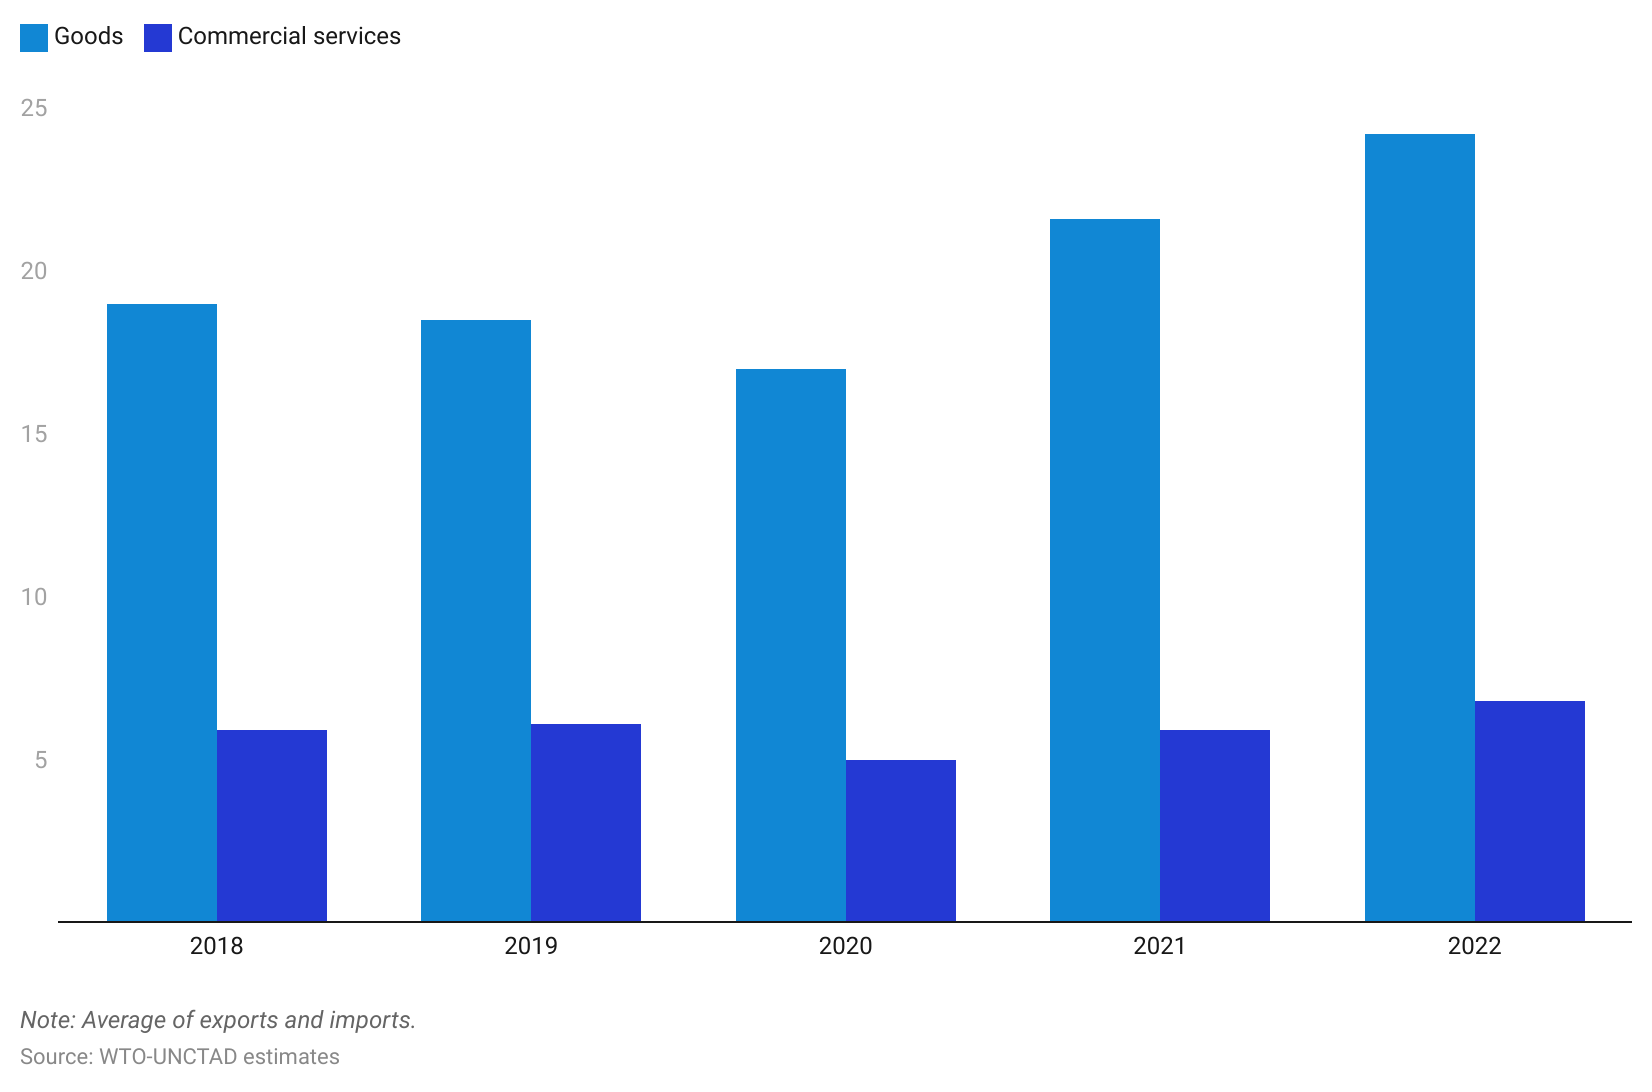 Goods Commercial services
25
20
15
10
5
2018 2019 2020 2021 2022
Note: Average of exports and imports.
Source: WTO-UNCTAD estimates